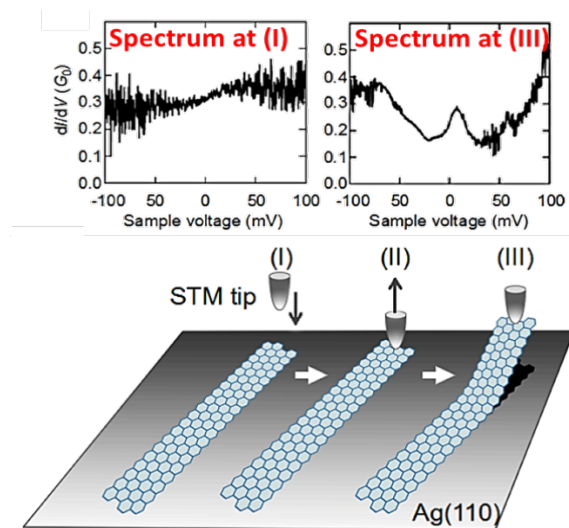 Spectrum at (I)
Spectrum at (III)
dI/dV (G0)
0.5
0.4
0.3
0.2
0.1
0.0
-100 -50 0 50 100
Sample voltage (mV)
0.5
0.4
0.3
0.2
0.1
0.0
-100 -50 0 50 100
Sample voltage (mV)
(I)
(II)
(III)
STM tip
Ag(110)